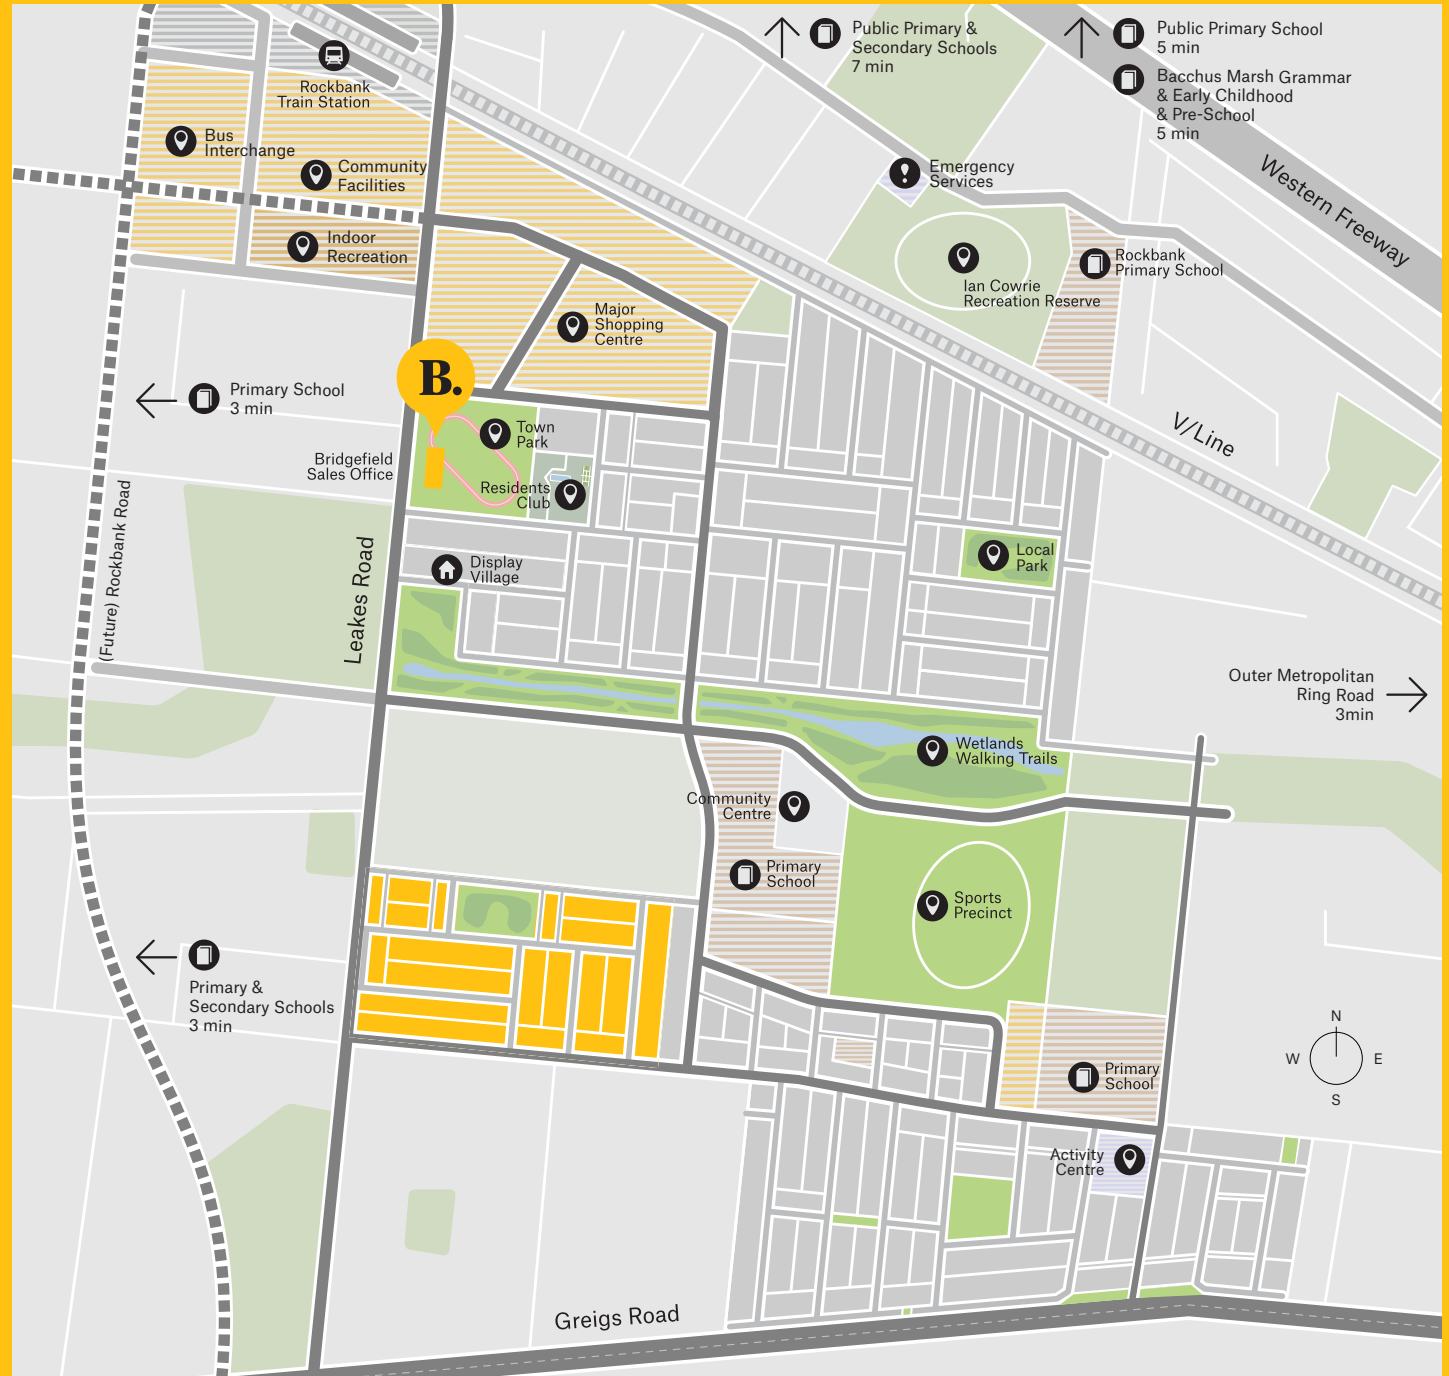 Public Primary &
Secondary Schools
7 min
Public Primary School
5 min
Bacchus Marsh Grammar
& Early Childhood
& Pre-School
5 min
Rockbank
Train Station
Bus
Interchange
Community
Facilities
Indoor
Recreation
Emergency
Services
Western Freeway
Ian Cowrie
Recreation Reserve
Rockbank
Primary School
Major
Shopping
Centre
B.
Primary School
3 min
Town
Park
V/Line
Bridgefield
Sales Office
Residents
Club
(Future) Rockbank Road
Leakes Road
Display
Village
Local
Park
Outer Metropolitan
Ring Road
3min
Wetlands
Walking Trails
Community
Centre
Primary
School
Sports
Precinct
Primary &
Secondary Schools
3 min
N
W
E
S
Primary
School
Activity
Centre
Greigs Road